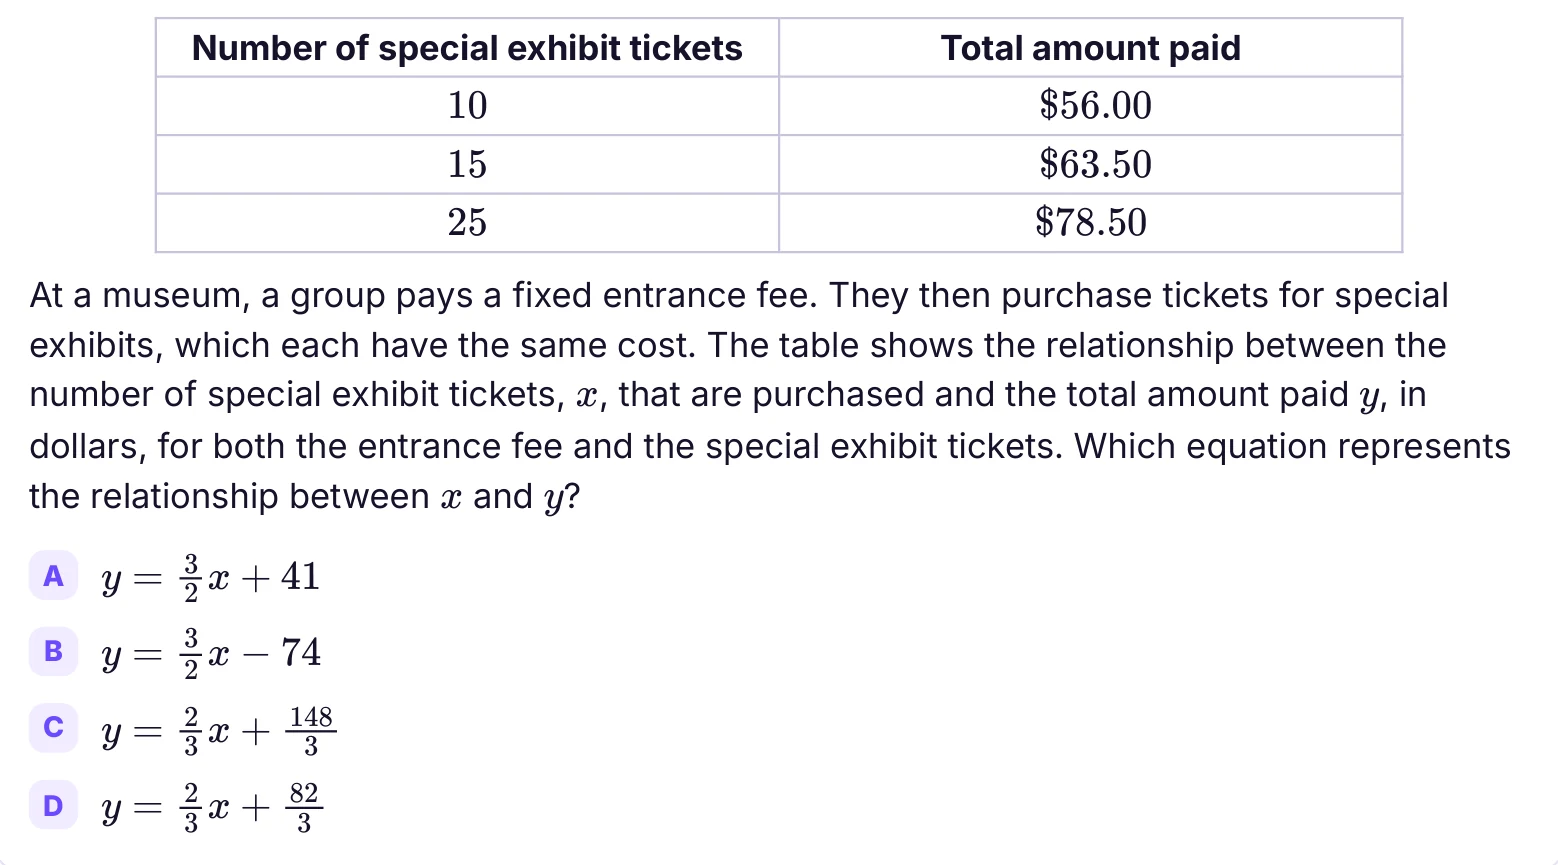 Number of special exhibit tickets Total amount paid
10 $56.00
15 $63.50
25 $78.50
At a museum, a group pays a fixed entrance fee. They then purchase tickets for special
exhibits, which each have the same cost. The table shows the relationship between the
number of special exhibit tickets, x, that are purchased and the total amount paid y, in
dollars, for both the entrance fee and the special exhibit tickets. Which equation represents
the relationship between x and y?
A y = 3/2 x + 41
B y = 3/2 x − 74
C y = 2/3 x + 148/3
D y = 2/3 x + 82/3